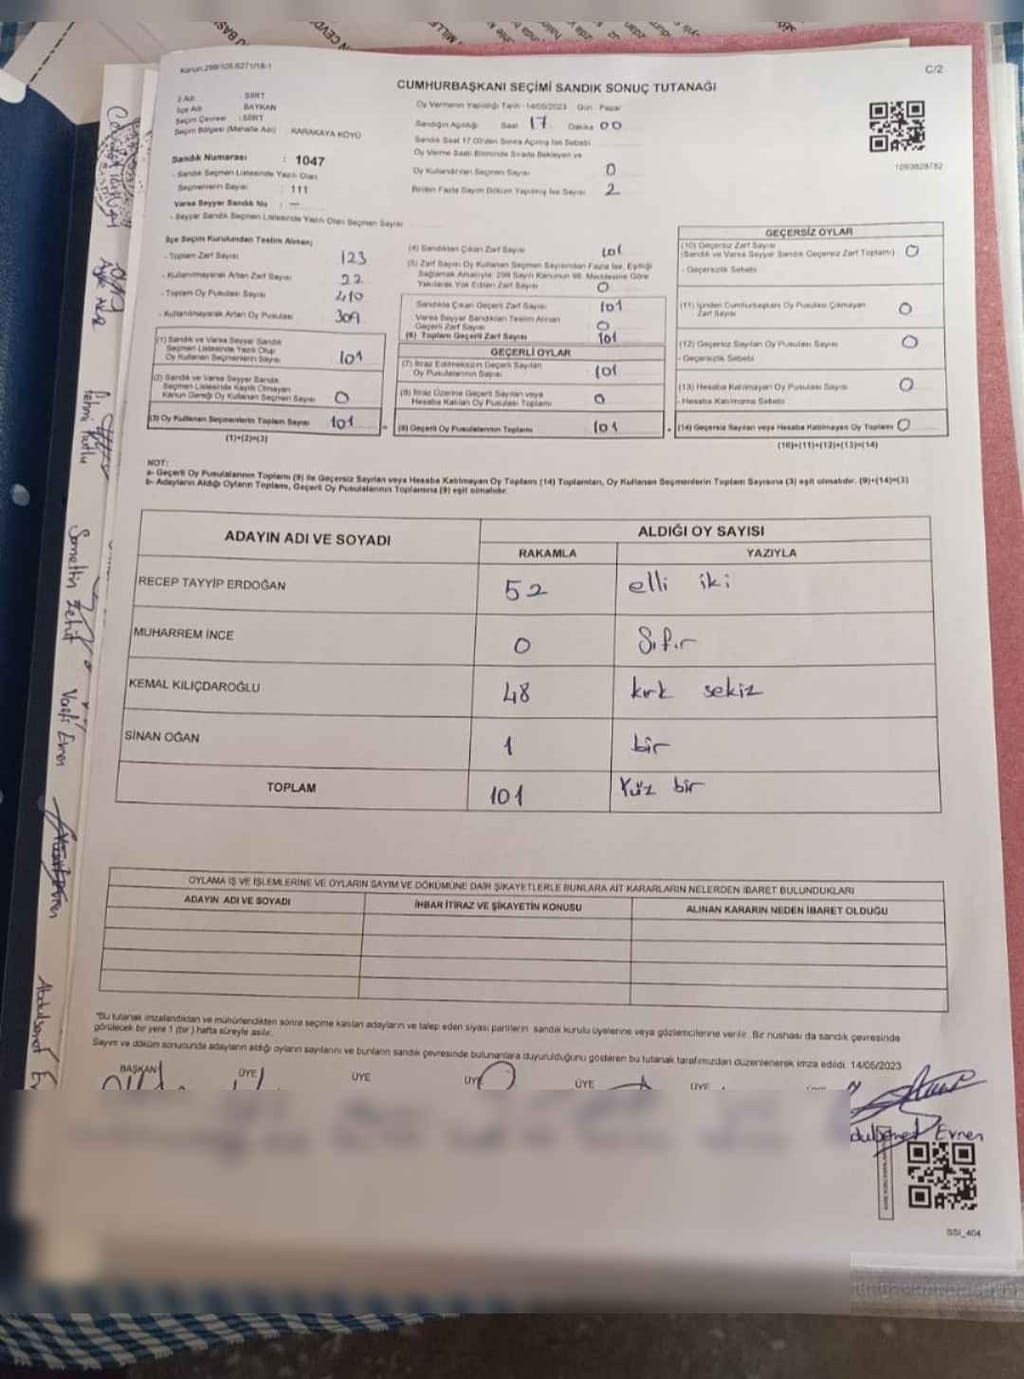 Kanun:298/105,6271/18-1
C/2
CUMHURBAŞKANI SEÇİMİ SANDIK SONUÇ TUTANAĞI
İl Adı : SİİRT
İlçe Adı : BAYKAN
Seçim Çevresi : SİİRT
Seçim Bölgesi (Mahalle Adı) : KARAKAYA KÖYÜ
Sandık Numarası : 1047
- Sandık Seçmen Listesinde Yazılı Olan
Seçmenlerin Sayısı : 111
Varsa Seyyar Sandık No : —
- Seyyar Sandık Seçmen Listesinde Yazılı Olan Seçmen Sayısı
Oy Vermenin Yapıldığı Tarih : 14/05/2023 Gün : Pazar
Sandığın Açıldığı Saat 17 Dakika 00
Sandık Saat 17:00'den Sonra Açılmış İse Sebebi
Oy Verme Saati Bitiminde Sırada Bekleyen ve
Oy Kullandırılan Seçmen Sayısı 0
Birden Fazla Sayım Döküm Yapılmış İse Sayısı 2
1093828782
İlçe Seçim Kurulundan Teslim Alınan;
- Toplam Zarf Sayısı 123
- Kullanılmayarak Artan Zarf Sayısı 22
- Toplam Oy Pusulası Sayısı 410
- Kullanılmayarak Artan Oy Pusulası 309
(1) Sandık ve Varsa Seyyar Sandık
Seçmen Listesinde Yazılı Olup
Oy Kullanan Seçmenlerin Sayısı 101
(2) Sandık ve Varsa Seyyar Sandık
Seçmen Listesinde Kayıtlı Olmayan
Kanun Gereği Oy Kullanan Seçmen Sayısı 0
(3) Oy Kullanan Seçmenlerin Toplam Sayısı 101
(1)+(2)=(3)
(4) Sandıktan Çıkan Zarf Sayısı 101
(5) Zarf Sayısı Oy Kullanan Seçmen Sayısından Fazla İse, Eşitliği
Sağlamak Amacıyla; 298 Sayılı Kanunun 98. Maddesine Göre
Yakılarak Yok Edilen Zarf Sayısı 0
Sandıkta Çıkan Geçerli Zarf Sayısı 101
Varsa Seyyar Sandıktan Teslim Alınan
Geçerli Zarf Sayısı 0
(6) Toplam Geçerli Zarf Sayısı 101
GEÇERLİ OYLAR
(7) İtiraz Edilmeksizin Geçerli Sayılan
Oy Pusulalarının Sayısı 101
(8) İtiraz Üzerine Geçerli Sayılan veya
Hesaba Katılan Oy Pusulası Toplamı 0
(9) Geçerli Oy Pusulalarının Toplamı 101
GEÇERSİZ OYLAR
(10) Geçersiz Zarf Sayısı
(Sandık ve Varsa Seyyar Sandık Geçersiz Zarf Toplamı) 0
- Geçersizlik Sebebi
(11) İçinden Cumhurbaşkanı Oy Pusulası Çıkmayan
Zarf Sayısı 0
(12) Geçersiz Sayılan Oy Pusulası Sayısı 0
- Geçersizlik Sebebi
(13) Hesaba Katılmayan Oy Pusulası Sayısı 0
- Hesaba Katılmama Sebebi
(14) Geçersiz Sayılan veya Hesaba Katılmayan Oy Toplamı 0
(10)+(11)+(12)+(13)=(14)
NOT:
a- Geçerli Oy Pusulalarının Toplamı (9) ile Geçersiz Sayılan veya Hesaba Katılmayan Oy Toplamı (14) Toplamları, Oy Kullanan Seçmenlerin Toplam Sayısına (3) eşit olmalıdır. (9)+(14)=(3)
b- Adayların Aldığı Oyların Toplamı, Geçerli Oy Pusulalarının Toplamına (9) eşit olmalıdır.
ADAYIN ADI VE SOYADI
ALDIĞI OY SAYISI
RAKAMLA YAZIYLA
RECEP TAYYİP ERDOĞAN 52 elli iki
MUHARREM İNCE 0 Sıfır
KEMAL KILIÇDAROĞLU 48 kırk sekiz
SİNAN OĞAN 1 bir
TOPLAM 101 Yüz bir
OYLAMA İŞ VE İŞLEMLERİNE VE OYLARIN SAYIM VE DÖKÜMÜNE DAİR ŞİKAYETLERLE BUNLARA AİT KARARLARIN NELERDEN İBARET BULUNDUKLARI
ADAYIN ADI VE SOYADI İHBAR İTİRAZ VE ŞİKAYETİN KONUSU ALINAN KARARIN NEDEN İBARET OLDUĞU
"Bu tutanak imzalandıktan ve mühürlendikten sonra seçime katılan adayların ve talep eden siyasi partilerin sandık kurulu üyelerine veya gözlemcilerine verilir. Bir nüshası da sandık çevresinde
görülecek bir yere 1 (bir) hafta süreyle asılır.
Sayım ve döküm sonucunda adayların aldığı oyların sayılarını ve bunların sandık çevresinde bulunanlara duyurulduğunu gösteren bu tutanak tarafımızdan düzenlenerek imza edildi. 14/05/2023
BAŞKAN ÜYE ÜYE ÜYE ÜYE ÜYE
Evren
SSI_404